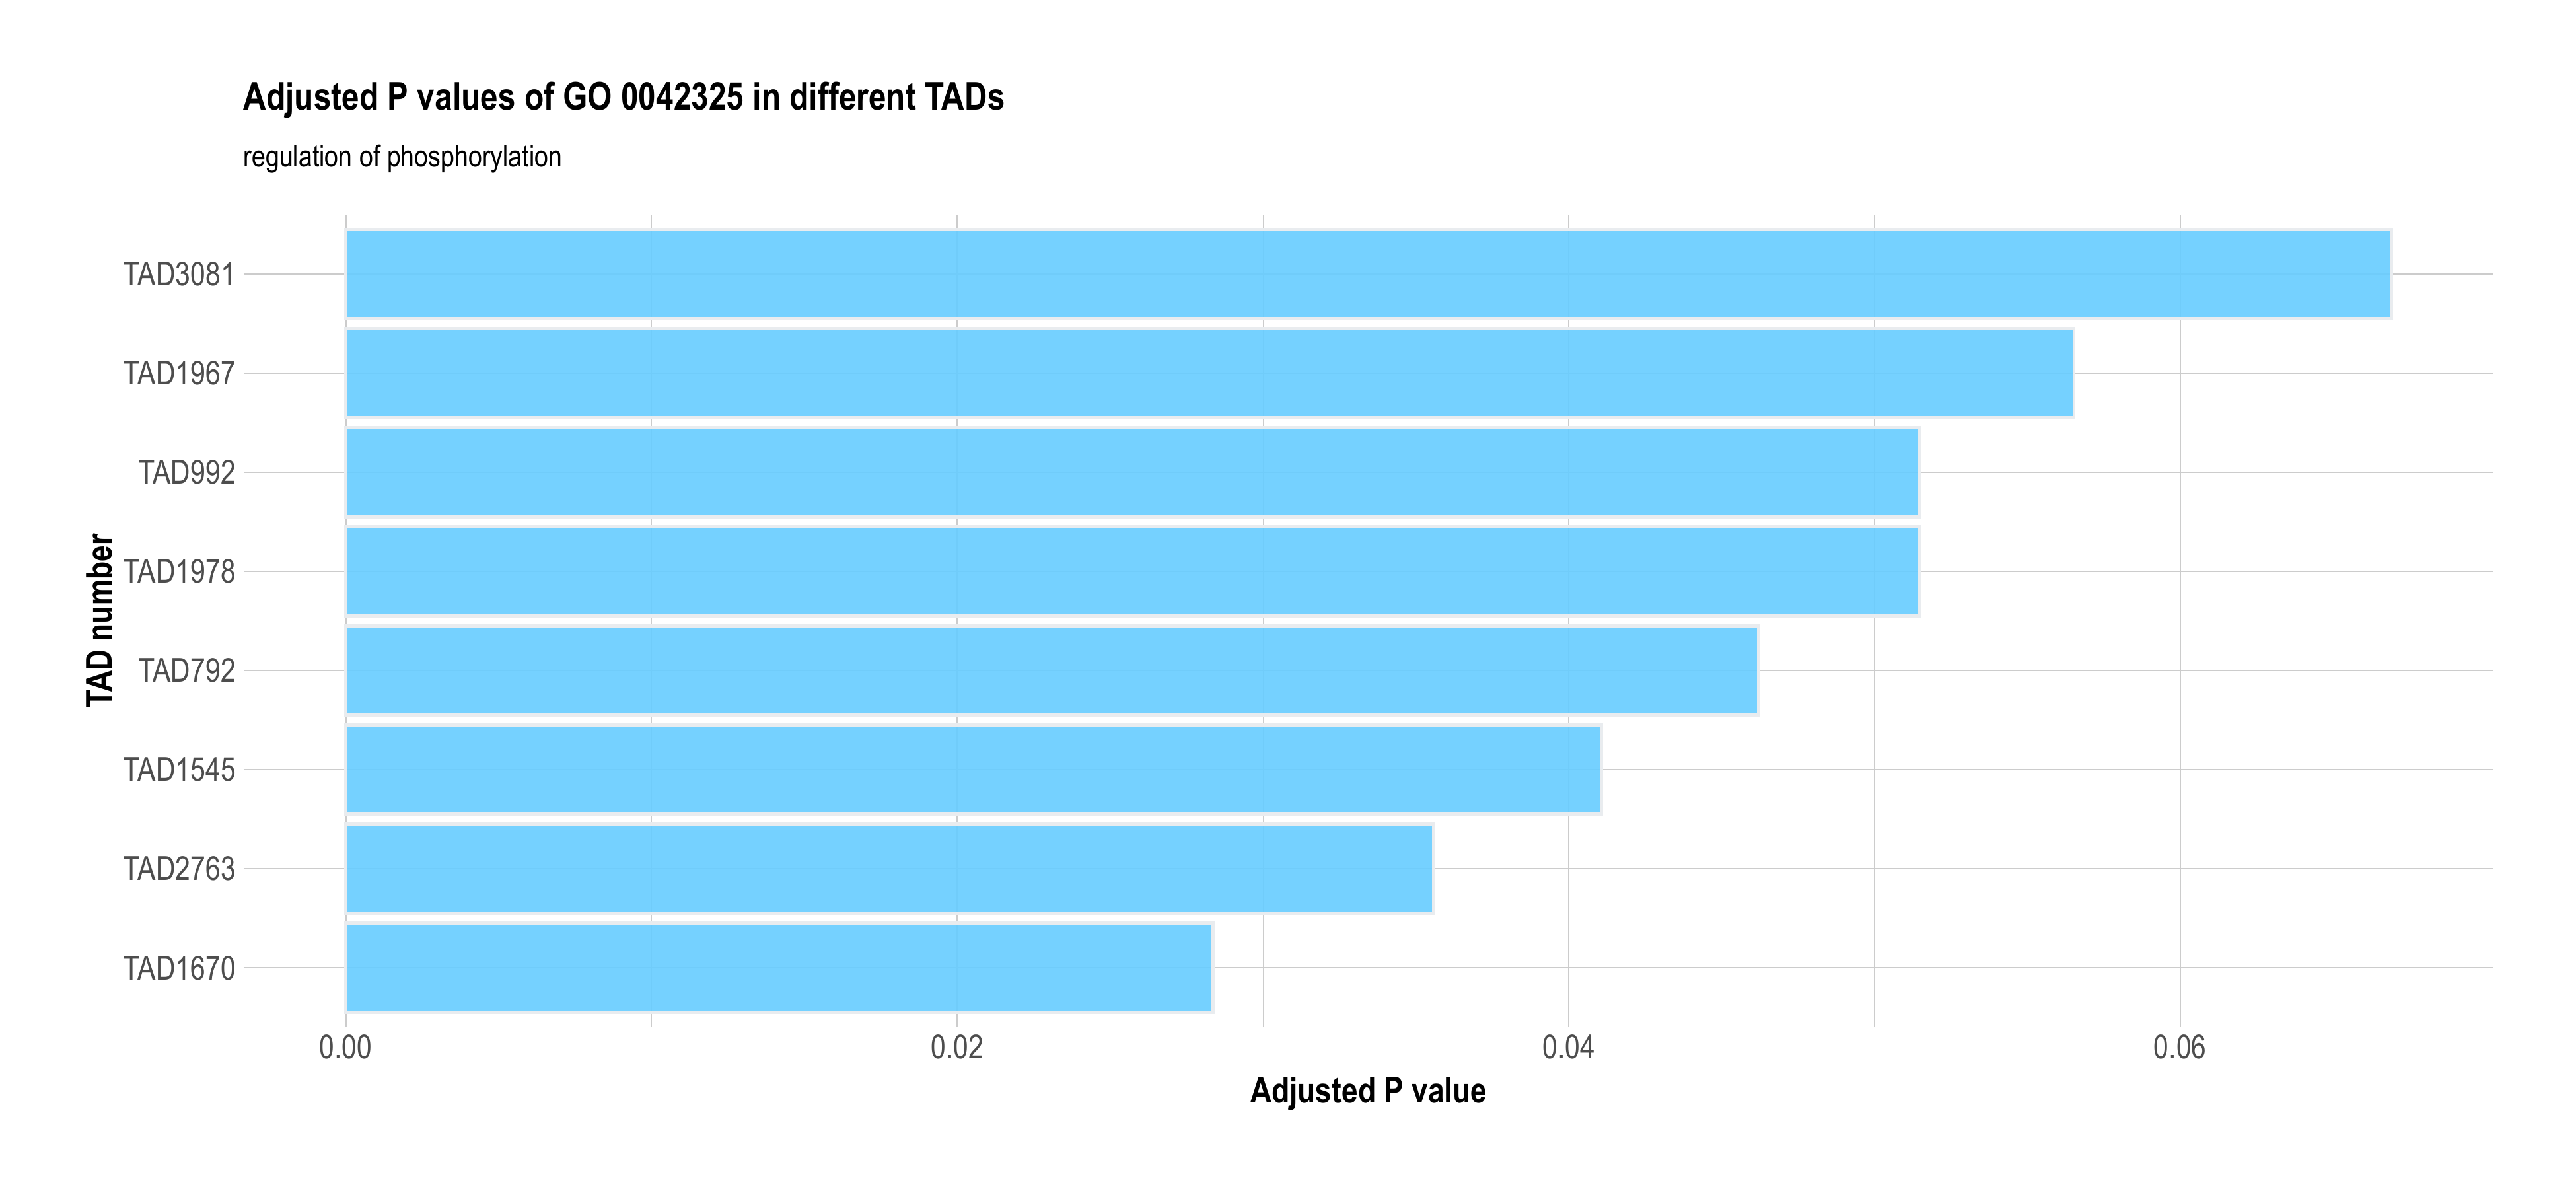 Adjusted P values of GO 0042325 in different TADs
regulation of phosphorylation
TAD number
TAD3081
TAD1967
TAD992
TAD1978
TAD792
TAD1545
TAD2763
TAD1670
0.00 0.02 0.04 0.06
Adjusted P value